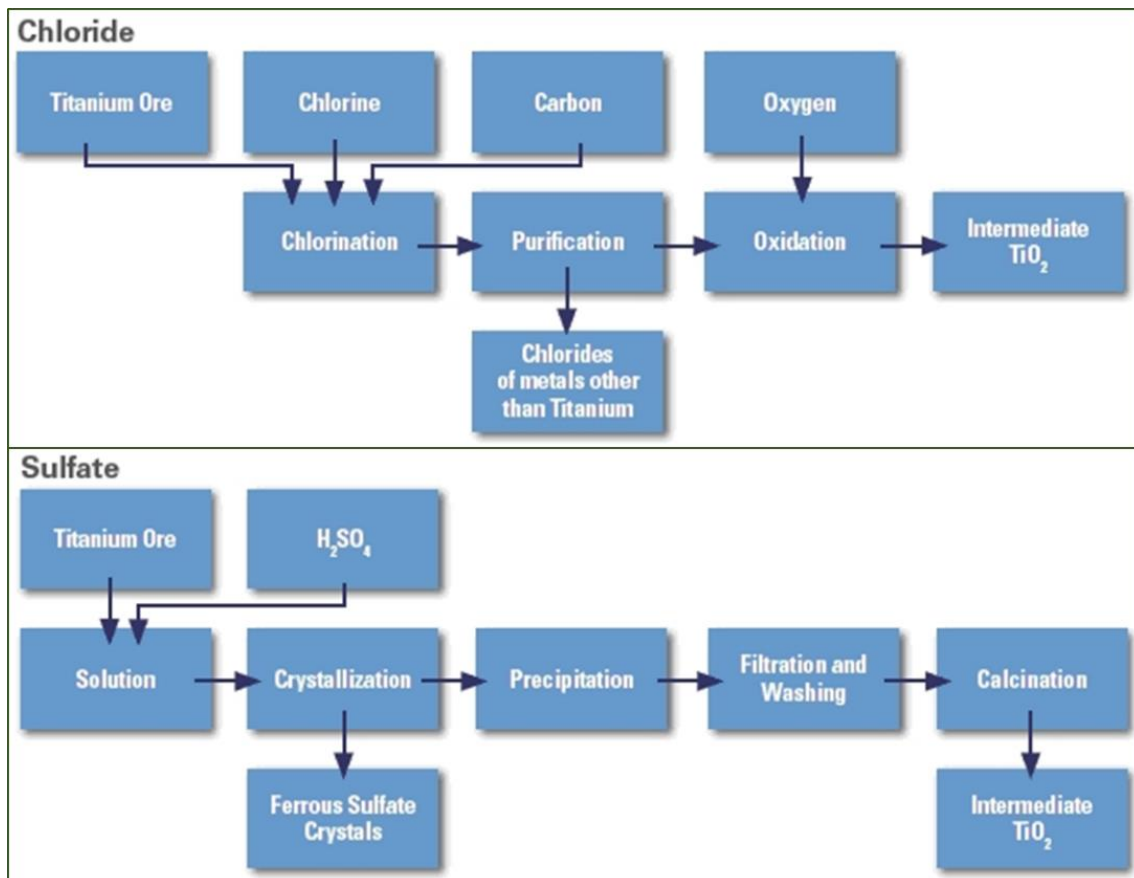 Chloride
Titanium Ore
Chlorine
Carbon
Oxygen
Chlorination
Purification
Oxidation
Intermediate
TiO₂
Chlorides
of metals other
than Titanium
Sulfate
Titanium Ore
H₂SO₄
Solution
Crystallization
Precipitation
Filtration and
Washing
Calcination
Ferrous Sulfate
Crystals
Intermediate
TiO₂